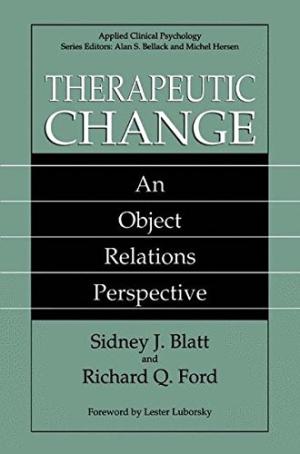 Applied Clinical Psychology
Series Editors: Alan S. Bellack and Michel Hersen
THERAPEUTIC
CHANGE
An
Object
Relations
Perspective
Sidney J. Blatt
and
Richard Q. Ford
Foreword by Lester Luborsky